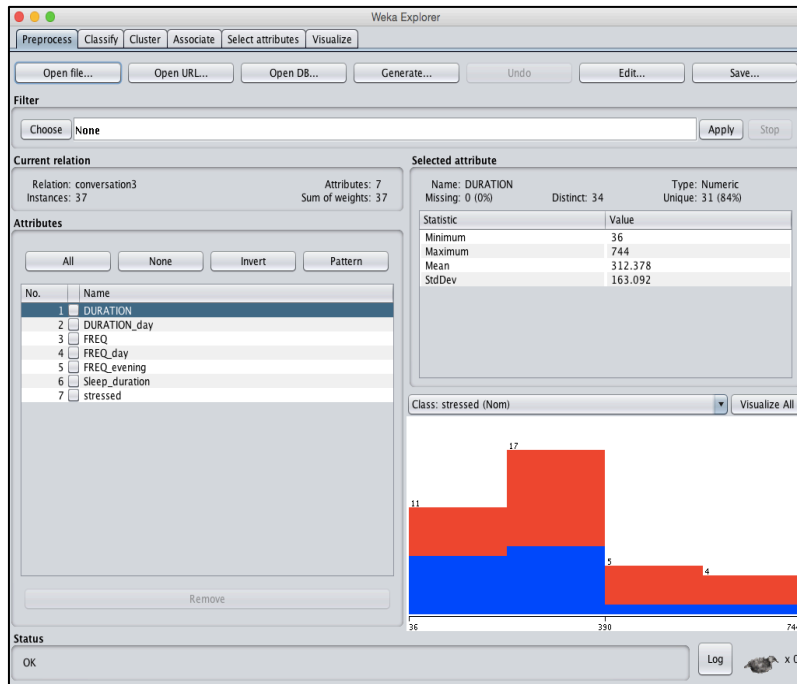 Weka Explorer
Preprocess Classify Cluster Associate Select attributes Visualize
Open file... Open URL... Open DB... Generate... Undo Edit... Save...
Filter
Choose None Apply Stop
Current relation
Relation: conversation3 Attributes: 7
Instances: 37 Sum of weights: 37
Attributes
All None Invert Pattern
No. Name
1 DURATION
2 DURATION_day
3 FREQ
4 FREQ_day
5 FREQ_evening
6 Sleep_duration
7 stressed
Remove
Selected attribute
Name: DURATION Type: Numeric
Missing: 0 (0%) Distinct: 34 Unique: 31 (84%)
Statistic Value
Minimum 36
Maximum 744
Mean 312.378
StdDev 163.092
Class: stressed (Nom) Visualize All
17
11
5
4
36 390 744
Status
OK
Log x 0